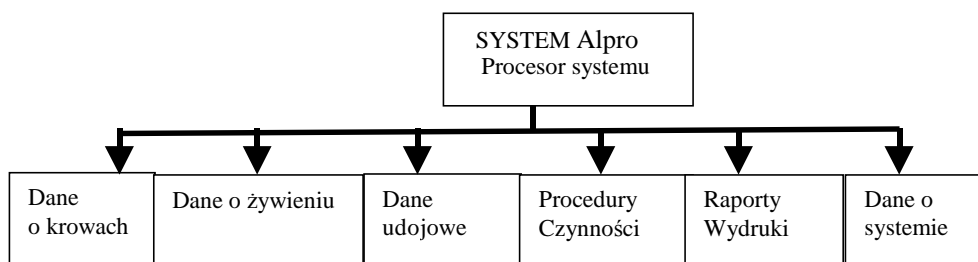 SYSTEM Alpro
Procesor systemu
Dane
o krowach
Dane o żywieniu
Dane
udojowe
Procedury
Czynności
Raporty
Wydruki
Dane o
systemie